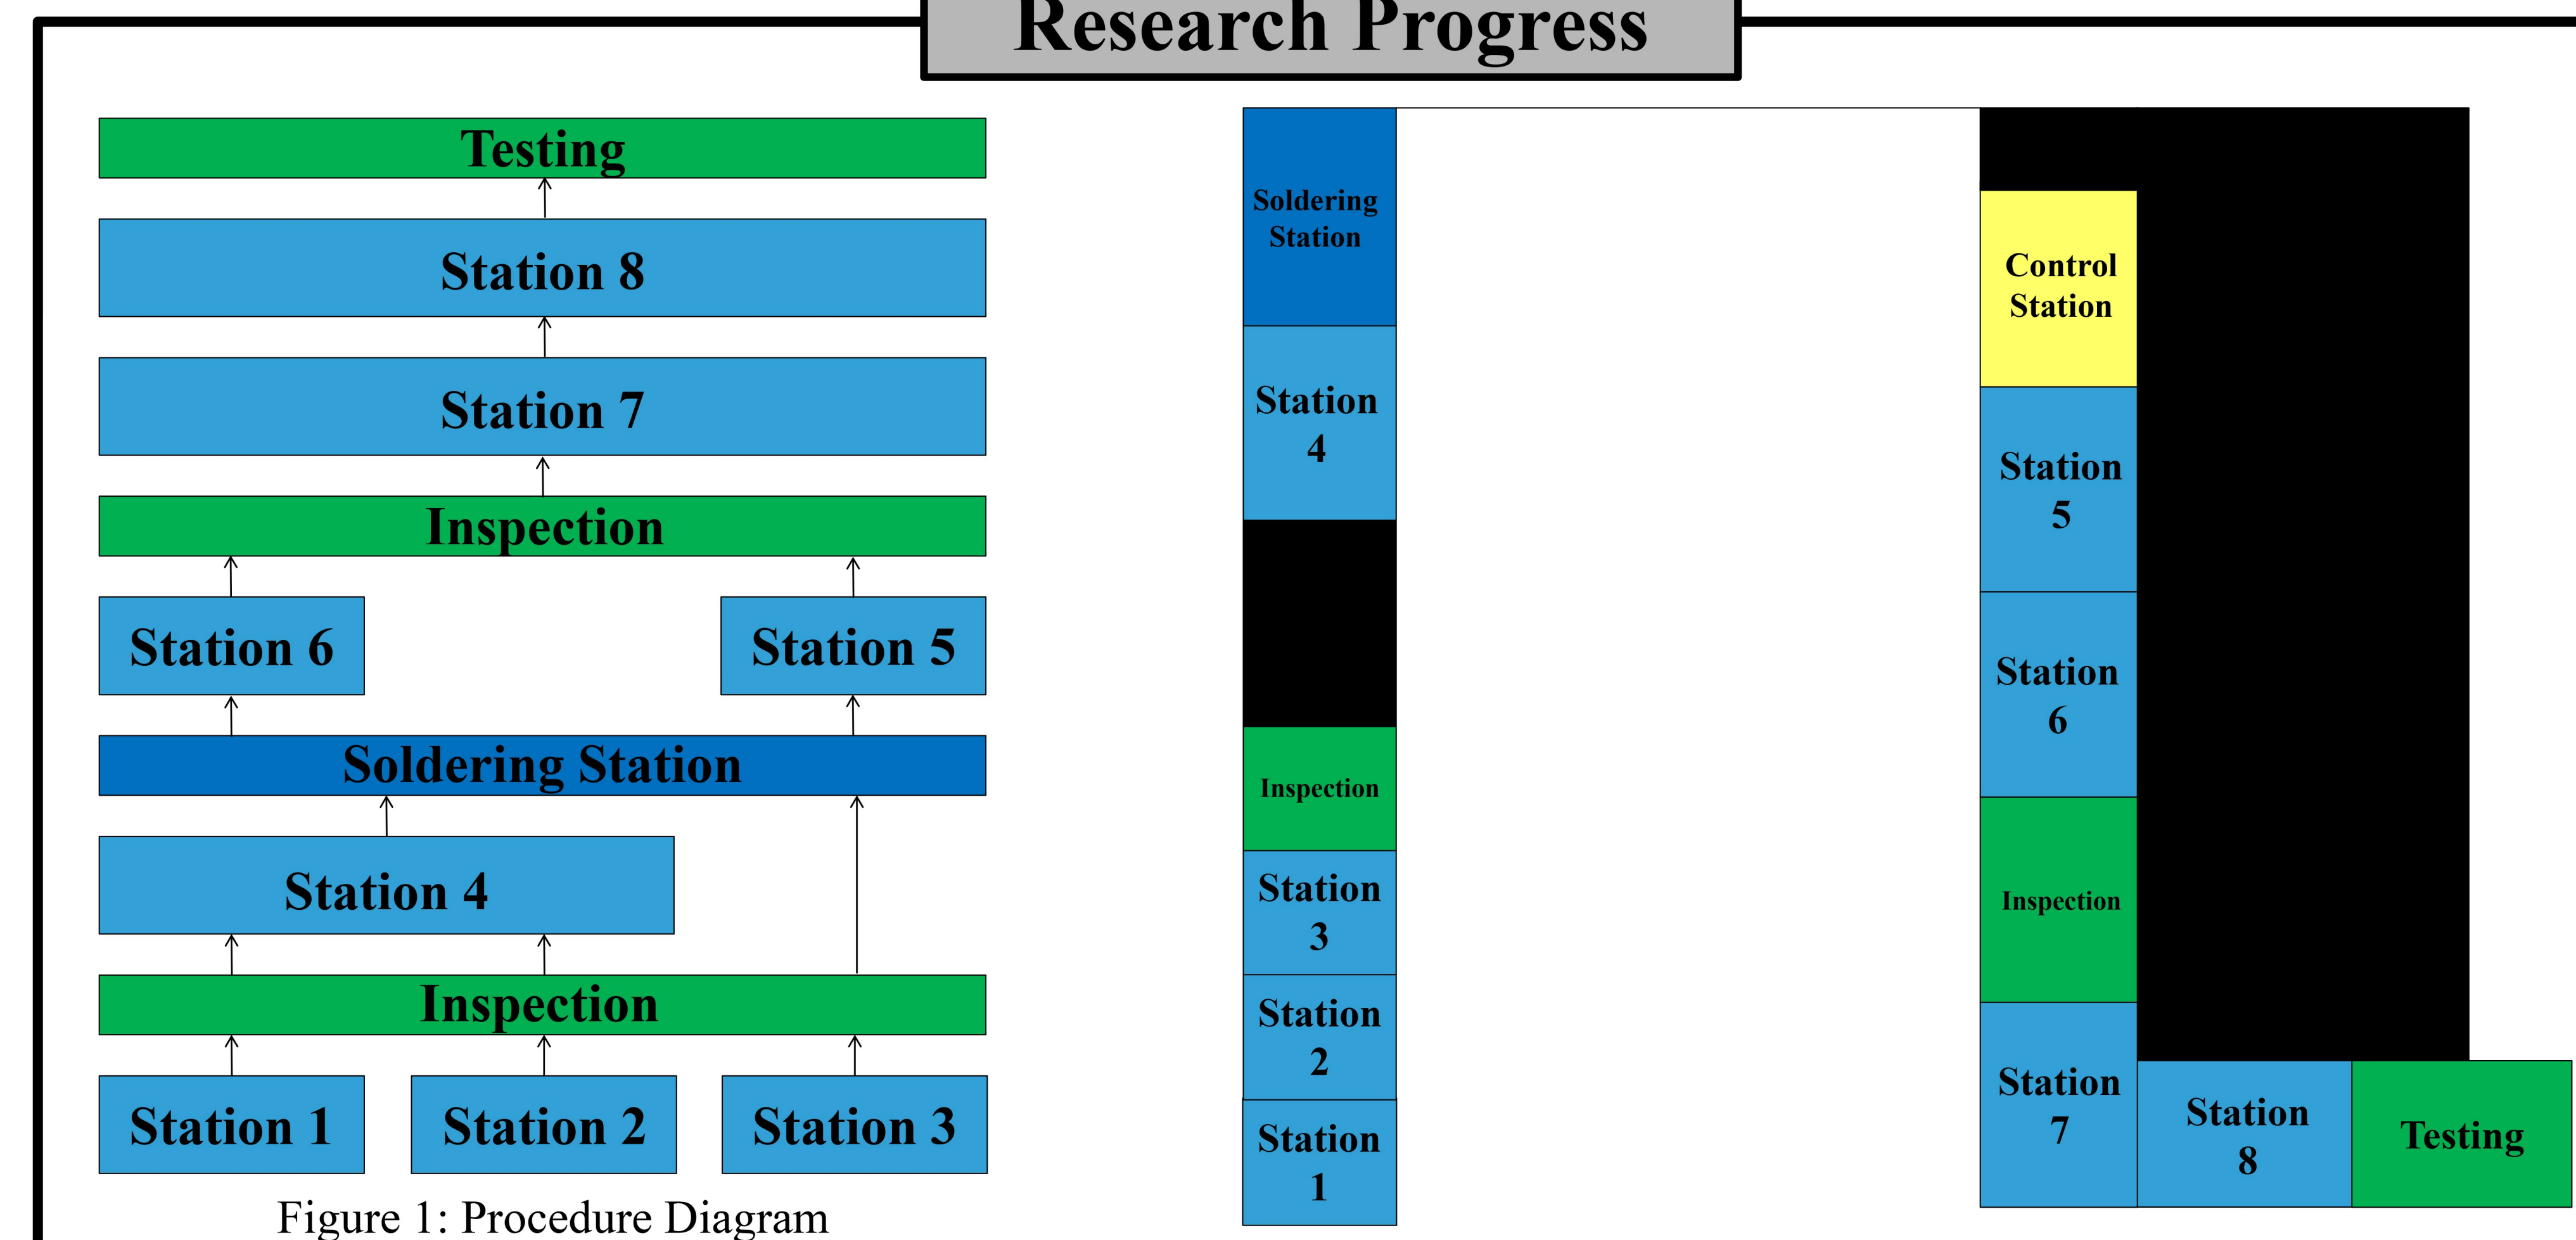 Research Progress
Testing
Station 8
Station 7
Inspection
Station 6
Station 5
Soldering Station
Station 4
Inspection
Station 1
Station 2
Station 3
Figure 1: Procedure Diagram
Soldering
Station
Station
4
Inspection
Station
3
Station
2
Station
1
Control
Station
Station
5
Station
6
Inspection
Station
7
Station
8
Testing